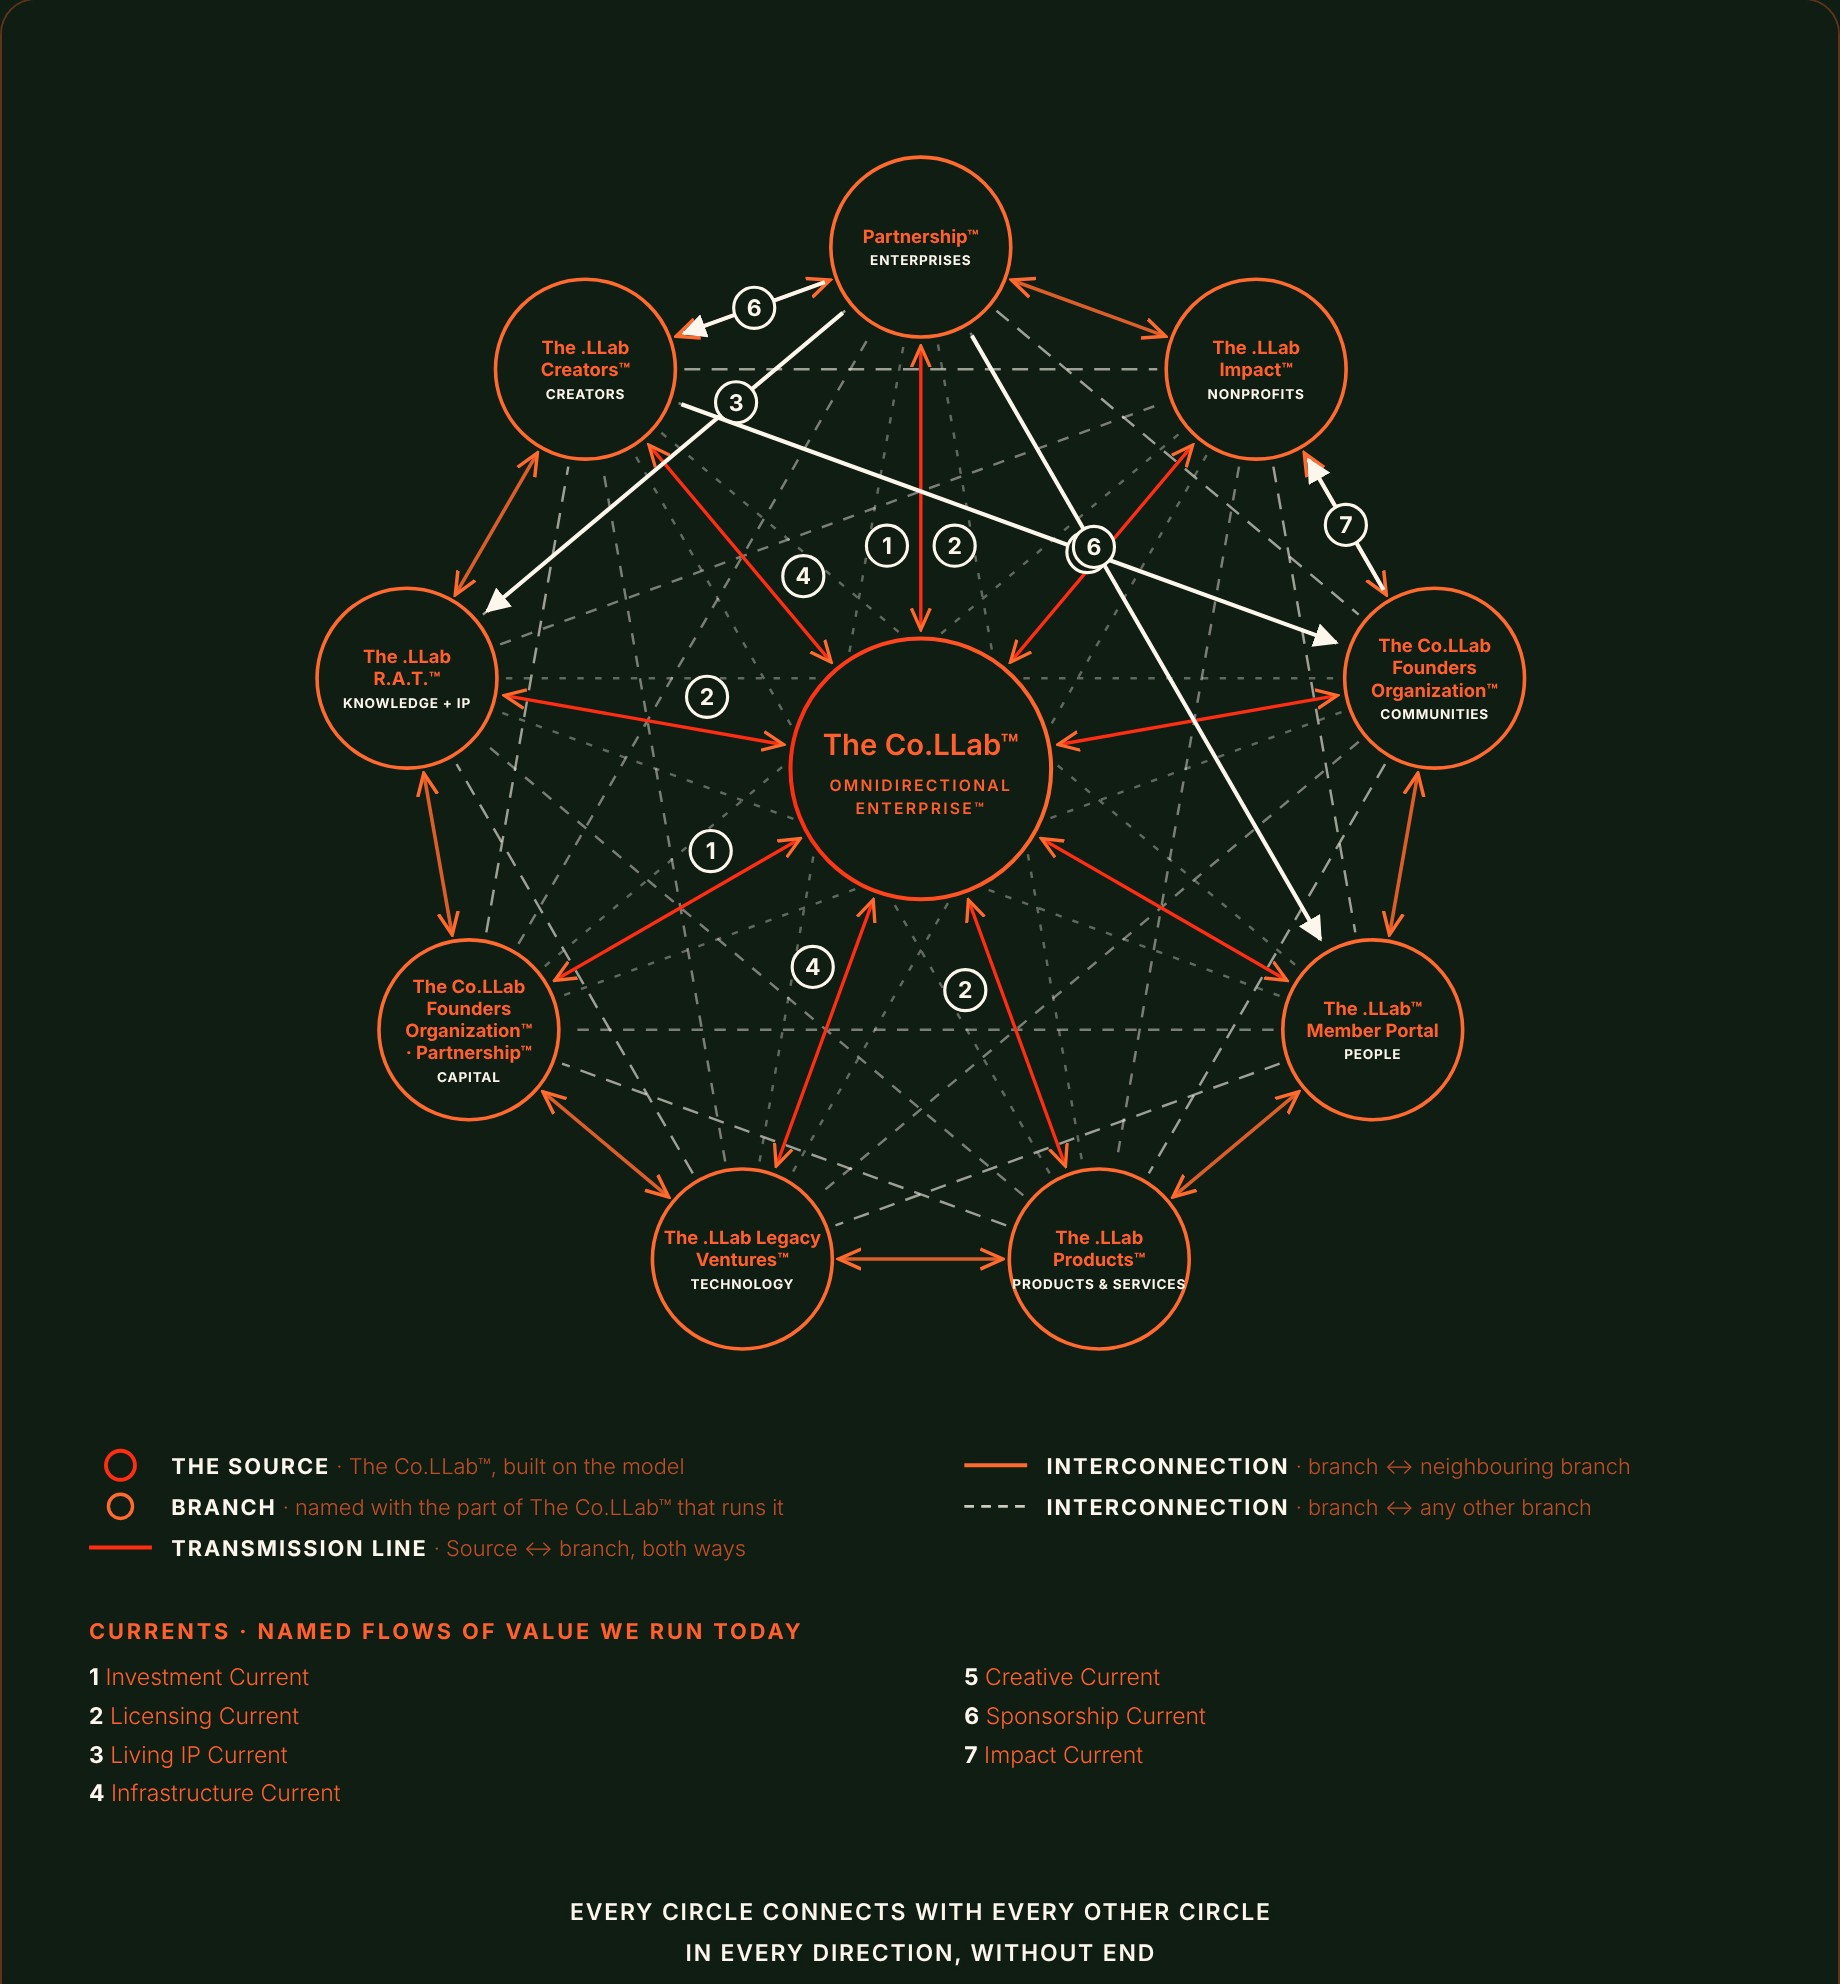 Partnership™
ENTERPRISES
6
The .LLab
Creators™
CREATORS
The .LLab
Impact™
NONPROFITS
3
7
1
2
6
4
The .LLab
R.A.T.™
KNOWLEDGE + IP
The Co.LLab
Founders
Organization™
COMMUNITIES
2
The Co.LLab™
OMNIDIRECTIONAL
ENTERPRISE™
1
4
2
The Co.LLab
Founders
Organization™
· Partnership™
CAPITAL
The .LLab™
Member Portal
PEOPLE
The .LLab Legacy
Ventures™
TECHNOLOGY
The .LLab
Products™
PRODUCTS & SERVICES
THE SOURCE · The Co.LLab™, built on the model
BRANCH · named with the part of The Co.LLab™ that runs it
TRANSMISSION LINE · Source ↔ branch, both ways
INTERCONNECTION · branch ↔ neighbouring branch
INTERCONNECTION · branch ↔ any other branch
CURRENTS · NAMED FLOWS OF VALUE WE RUN TODAY
1 Investment Current
2 Licensing Current
3 Living IP Current
4 Infrastructure Current
5 Creative Current
6 Sponsorship Current
7 Impact Current
EVERY CIRCLE CONNECTS WITH EVERY OTHER CIRCLE
IN EVERY DIRECTION, WITHOUT END